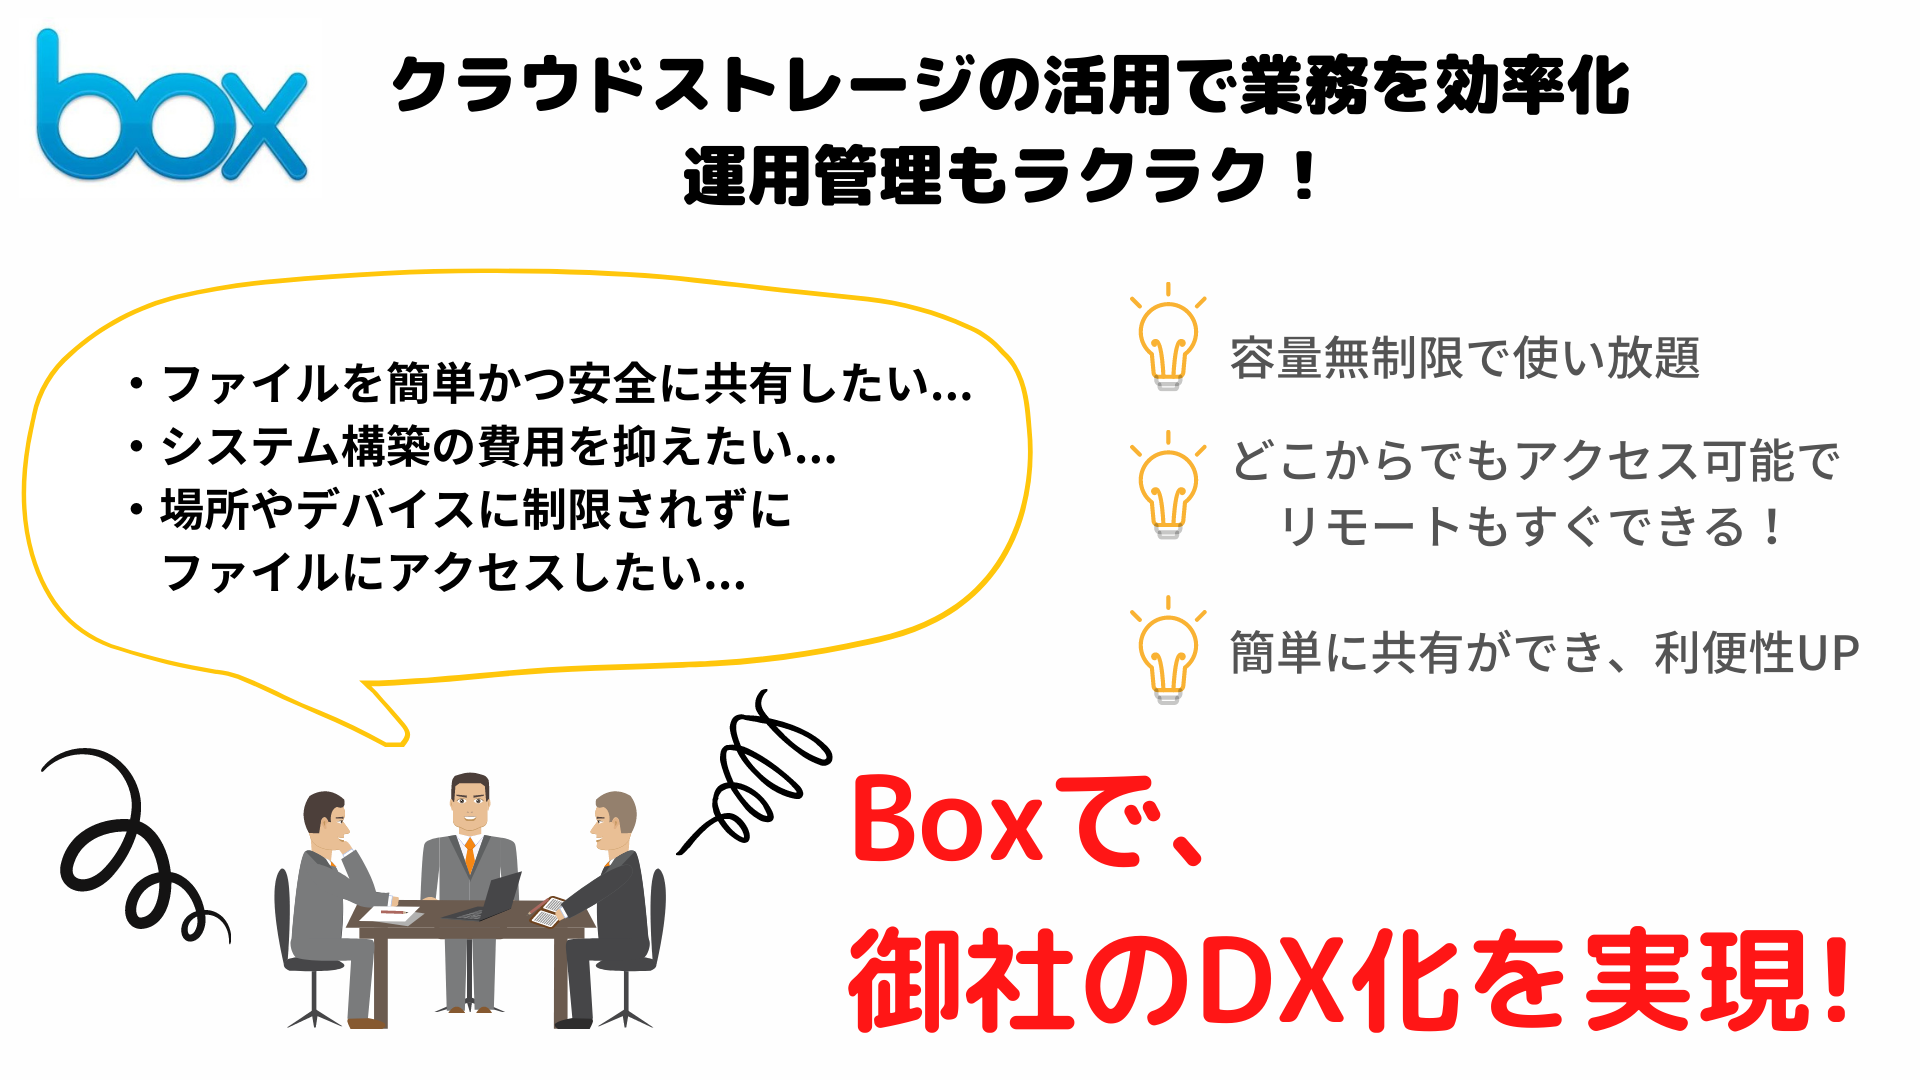 box
クラウドストレージの活用で業務を効率化
運用管理もラクラク！
・ファイルを簡単かつ安全に共有したい...
・システム構築の費用を抑えたい...
・場所やデバイスに制限されずに
ファイルにアクセスしたい...
容量無制限で使い放題
どこからでもアクセス可能で
リモートもすぐできる！
簡単に共有ができ、利便性UP
Boxで、
御社のDX化を実現!